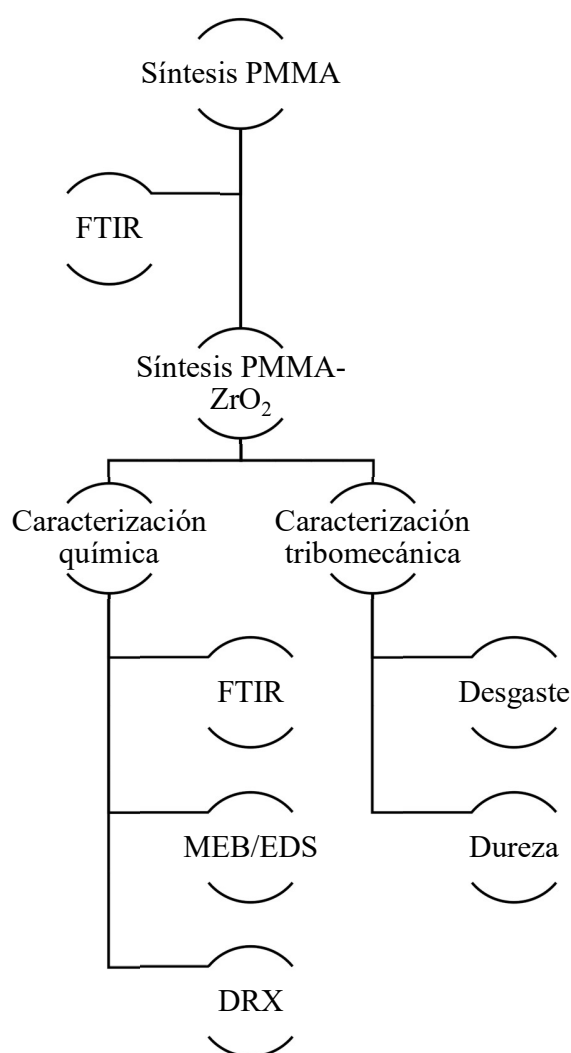 Síntesis PMMA
FTIR
Síntesis PMMA-
ZrO₂
Caracterización
química
Caracterización
tribomecánica
FTIR
Desgaste
MEB/EDS
Dureza
DRX